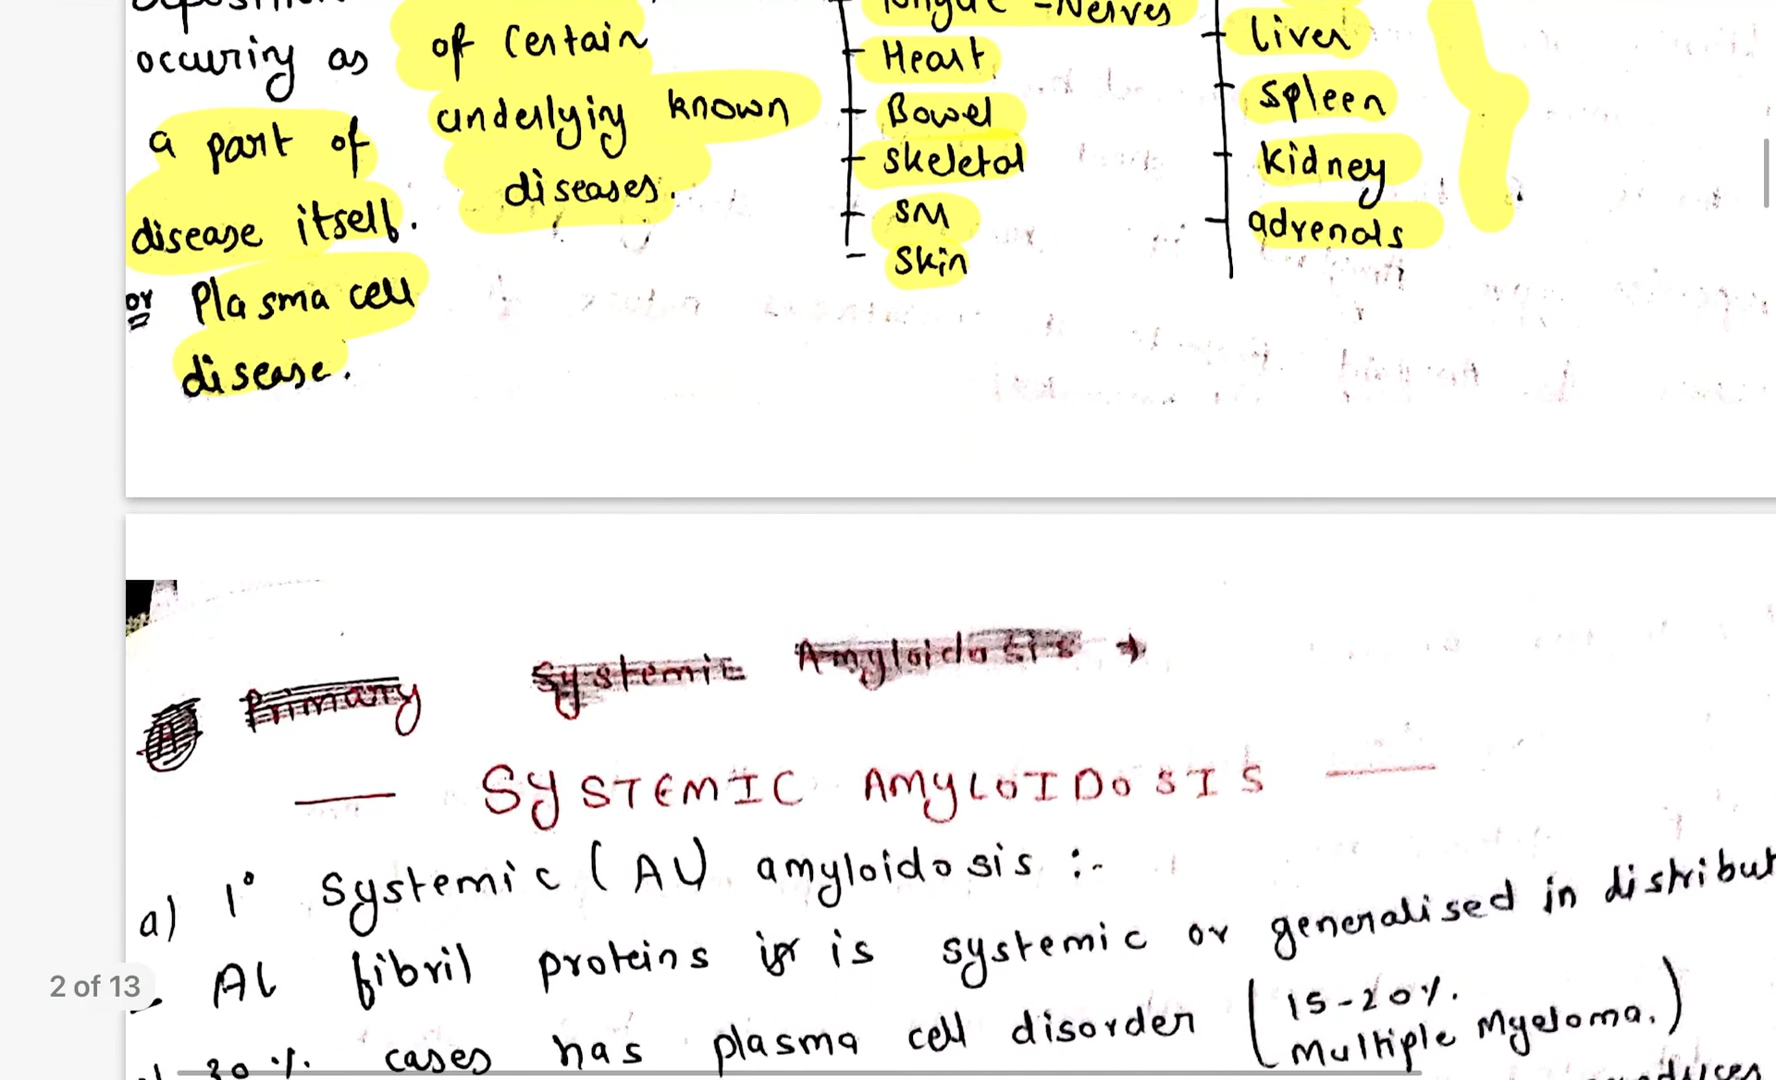 occuring as
a part of
disease itself.
or Plasma cell
disease.
of certain
underlying known
diseases.
- Nerves
Heart
Bowel
skeletal
SM
Skin
liver
spleen
kidney
adrenals
Primary Systemic Amyloidosis →
— SYSTEMIC AMYLOIDOSIS —
a) 1° Systemic (AL) amyloidosis :-
AL fibril proteins is is systemic or generalised in distribut
cases has plasma cell disorder ( 15-20%.
Multiple Myeloma. )
2 of 13